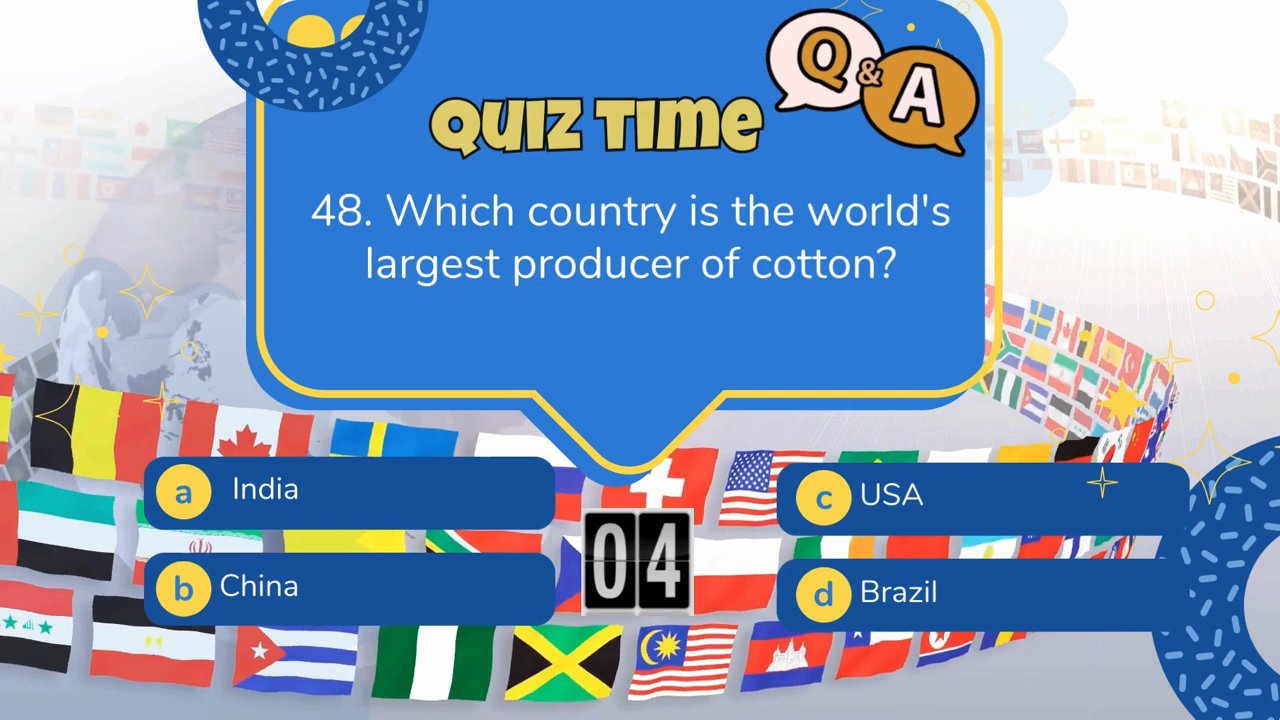 Q & A
QUIZ TIME
48. Which country is the world's
largest producer of cotton?
a India
c USA
04
b China
d Brazil